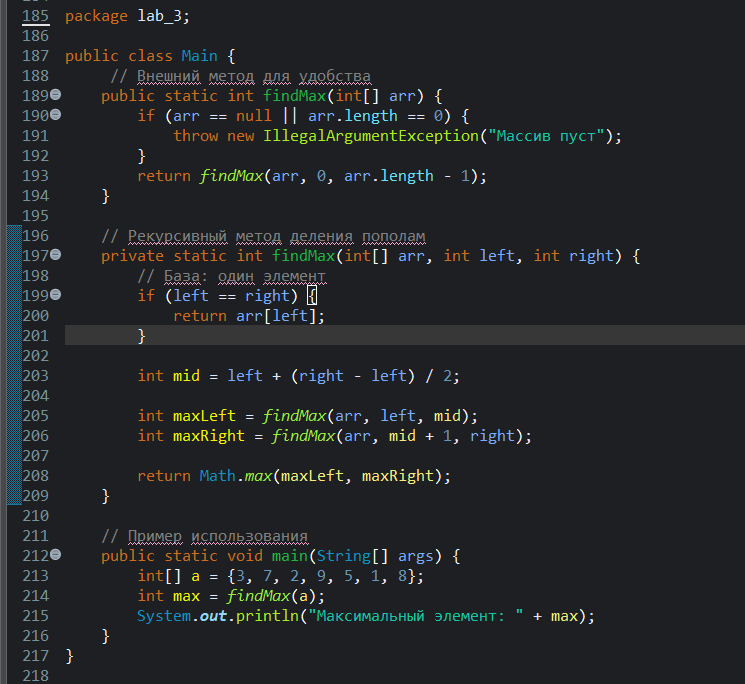 185 package lab_3;
186
187 public class Main {
188 // Внешний метод для удобства
189 public static int findMax(int[] arr) {
190 if (arr == null || arr.length == 0) {
191 throw new IllegalArgumentException("Массив пуст");
192 }
193 return findMax(arr, 0, arr.length - 1);
194 }
195
196 // Рекурсивный метод деления пополам
197 private static int findMax(int[] arr, int left, int right) {
198 // База: один элемент
199 if (left == right) {
200 return arr[left];
201 }
202
203 int mid = left + (right - left) / 2;
204
205 int maxLeft = findMax(arr, left, mid);
206 int maxRight = findMax(arr, mid + 1, right);
207
208 return Math.max(maxLeft, maxRight);
209 }
210
211 // Пример использования
212 public static void main(String[] args) {
213 int[] a = {3, 7, 2, 9, 5, 1, 8};
214 int max = findMax(a);
215 System.out.println("Максимальный элемент: " + max);
216 }
217 }
218